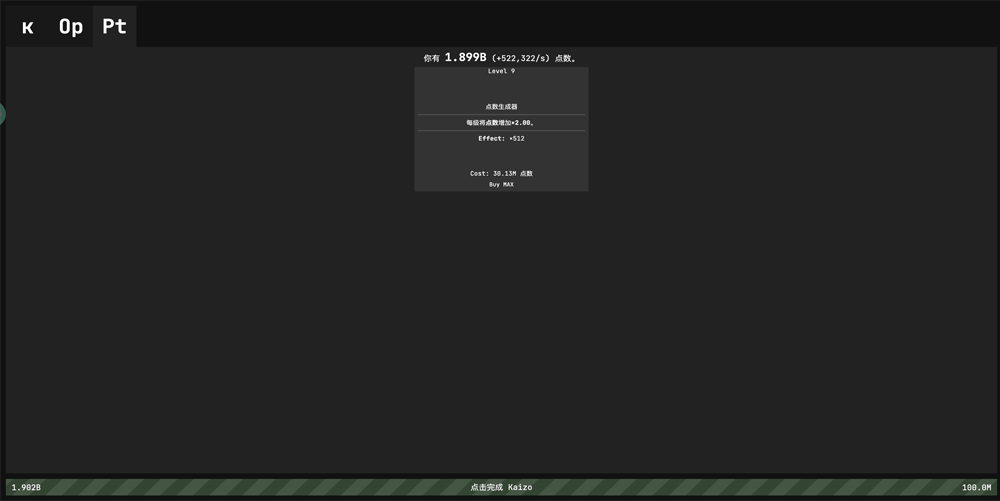 K Op Pt
你有 1.899B (+522,322/s) 点数。
Level 9
点数生成器
每级将点数增加×2.00。
Effect: ×512
Cost: 30.13M 点数
Buy MAX
1.902B 点击完成 Kaizo 100.0M